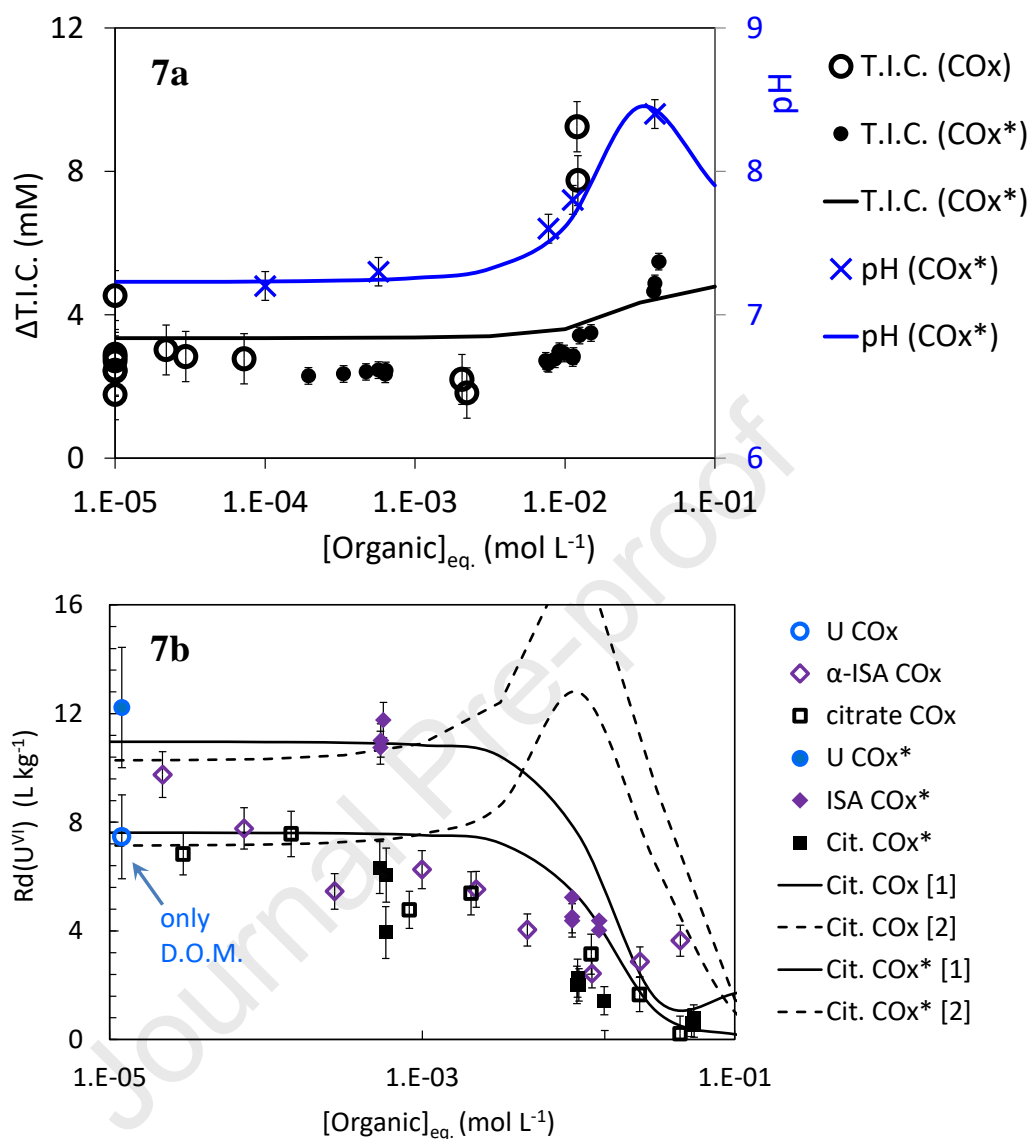 7a
12
8
4
0
ΔT.I.C. (mM)
9
8
7
6
pH
1.E-05 1.E-04 1.E-03 1.E-02 1.E-01
[Organic]eq. (mol L-1)
T.I.C. (COx)
T.I.C. (COx*)
T.I.C. (COx*)
pH (COx*)
pH (COx*)
7b
16
12
8
4
0
Rd(UVI) (L kg-1)
only
D.O.M.
1.E-05 1.E-03 1.E-01
[Organic]eq. (mol L-1)
U COx
α-ISA COx
citrate COx
U COx*
ISA COx*
Cit. COx*
Cit. COx [1]
Cit. COx [2]
Cit. COx* [1]
Cit. COx* [2]
Journal Pre-proof